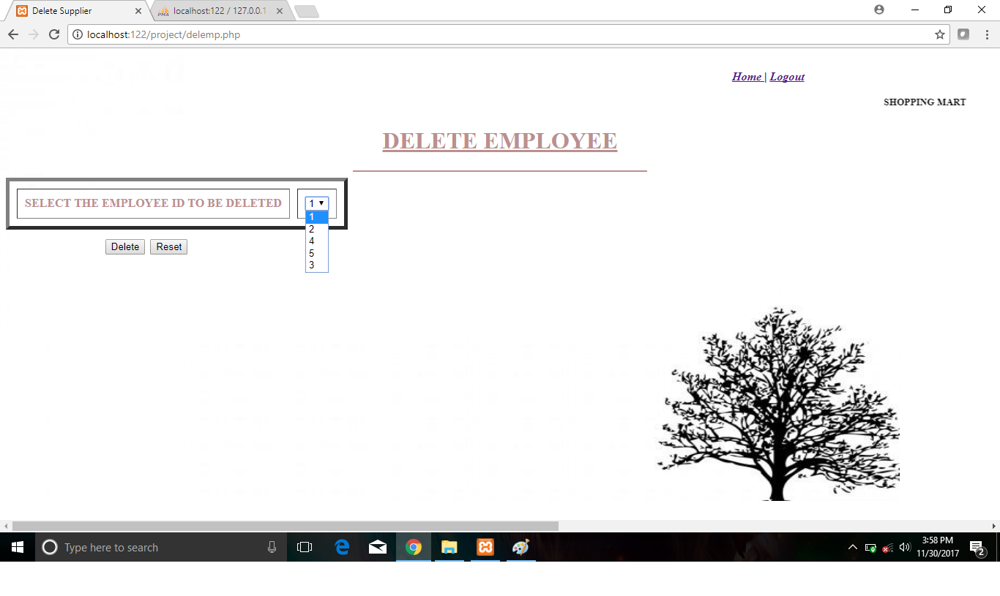 Delete Supplier
PMA localhost:122 / 127.0.0.1
localhost:122/project/delemp.php
Home | Logout
SHOPPING MART
DELETE EMPLOYEE
SELECT THE EMPLOYEE ID TO BE DELETED 1
1
2
4
5
3
Delete Reset
Type here to search
3:58 PM
11/30/2017
2